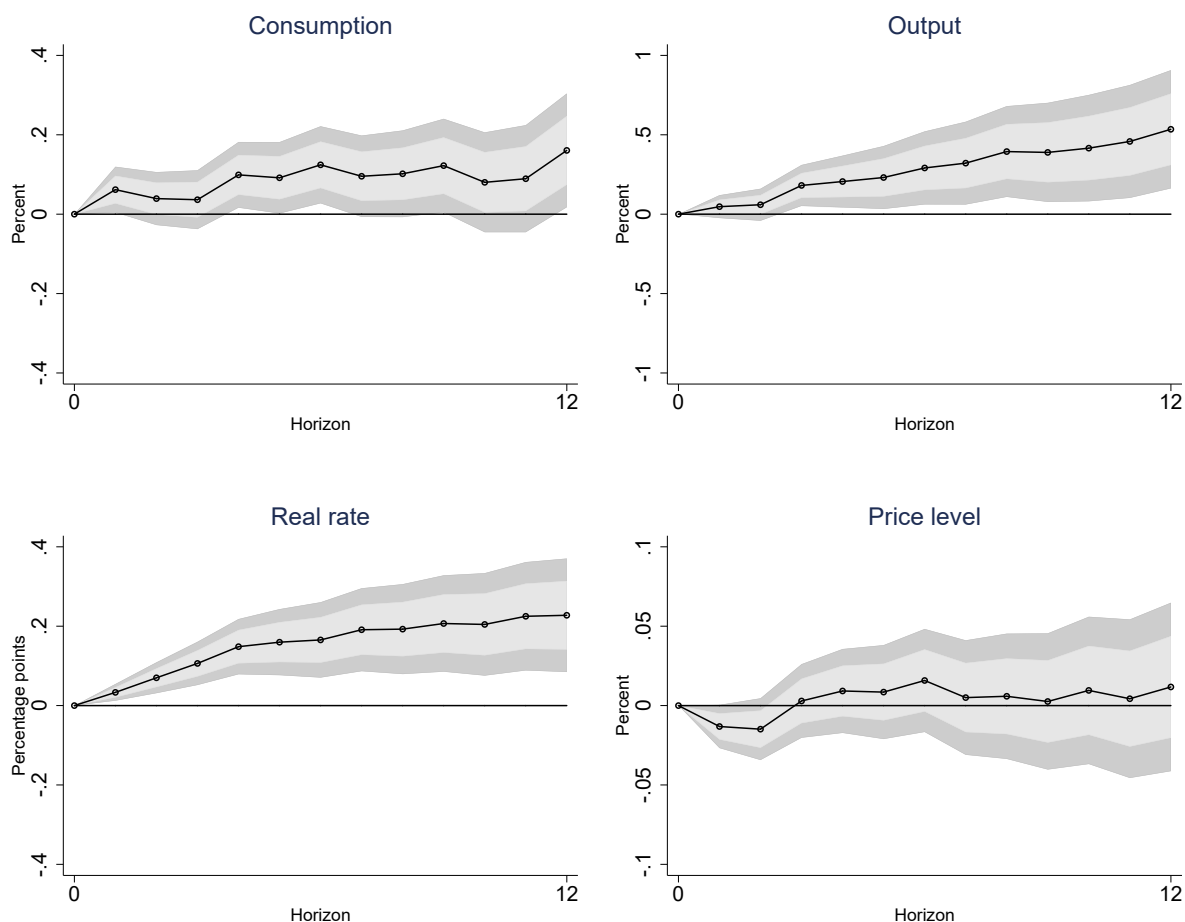 Consumption
.4
.2
0
-.2
-.4
Percent
0
12
Horizon
Output
1
.5
0
-.5
-1
Percent
0
12
Horizon
Real rate
.4
.2
0
-.2
-.4
Percentage points
0
12
Horizon
Price level
.1
.05
0
-.05
-.1
Percent
0
12
Horizon